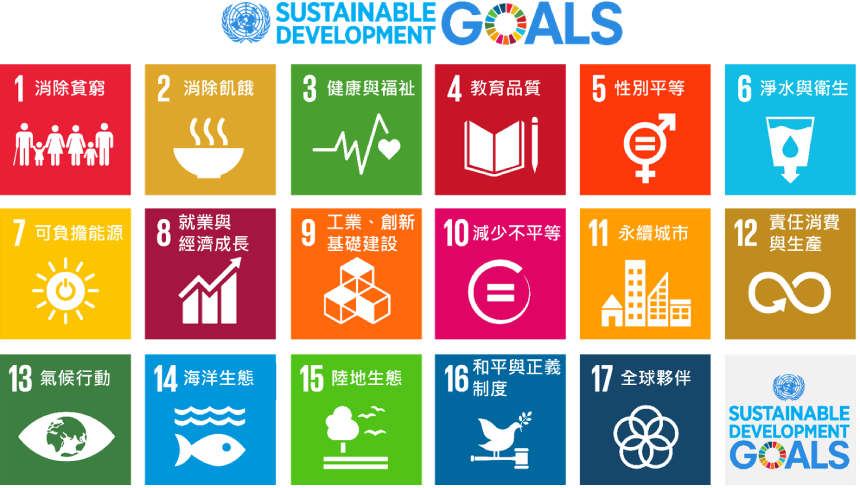 SUSTAINABLE
DEVELOPMENT
GOALS
1 消除貧窮
2 消除飢餓
3 健康與福祉
4 教育品質
5 性別平等
6 淨水與衛生
7 可負擔能源
8 就業與
經濟成長
9 工業、創新
基礎建設
10 減少不平等
11 永續城市
12 責任消費
與生產
13 氣候行動
14 海洋生態
15 陸地生態
16 和平與正義
制度
17 全球夥伴
SUSTAINABLE
DEVELOPMENT
GOALS